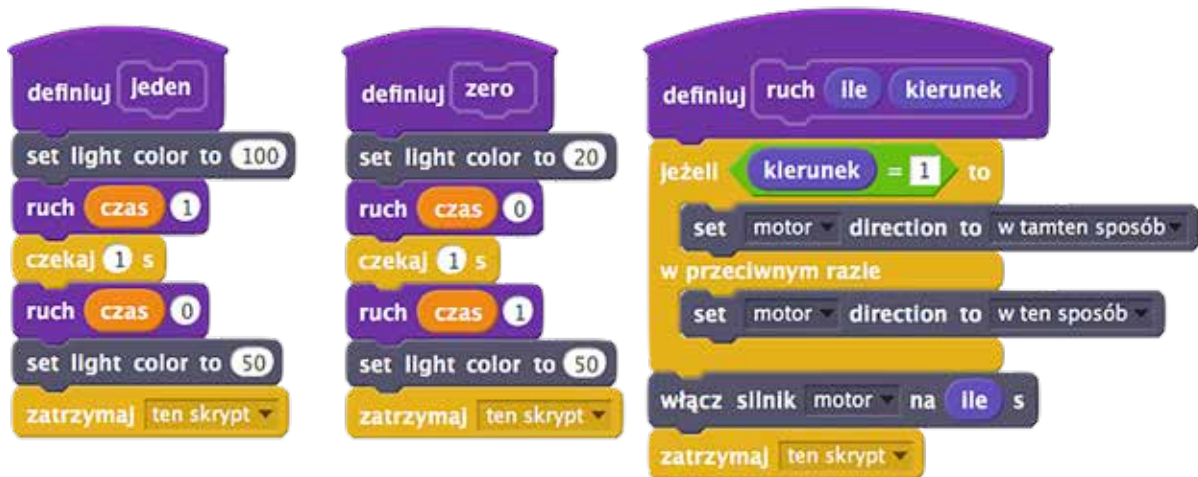 definiuj jeden
set light color to 100
ruch czas 1
czekaj 1 s
ruch czas 0
set light color to 50
zatrzymaj ten skrypt
definiuj zero
set light color to 20
ruch czas 0
czekaj 1 s
ruch czas 1
set light color to 50
zatrzymaj ten skrypt
definiuj ruch ile kierunek
jeżeli kierunek = 1 to
set motor direction to w tamten sposób
w przeciwnym razie
set motor direction to w ten sposób
włącz silnik motor na ile s
zatrzymaj ten skrypt